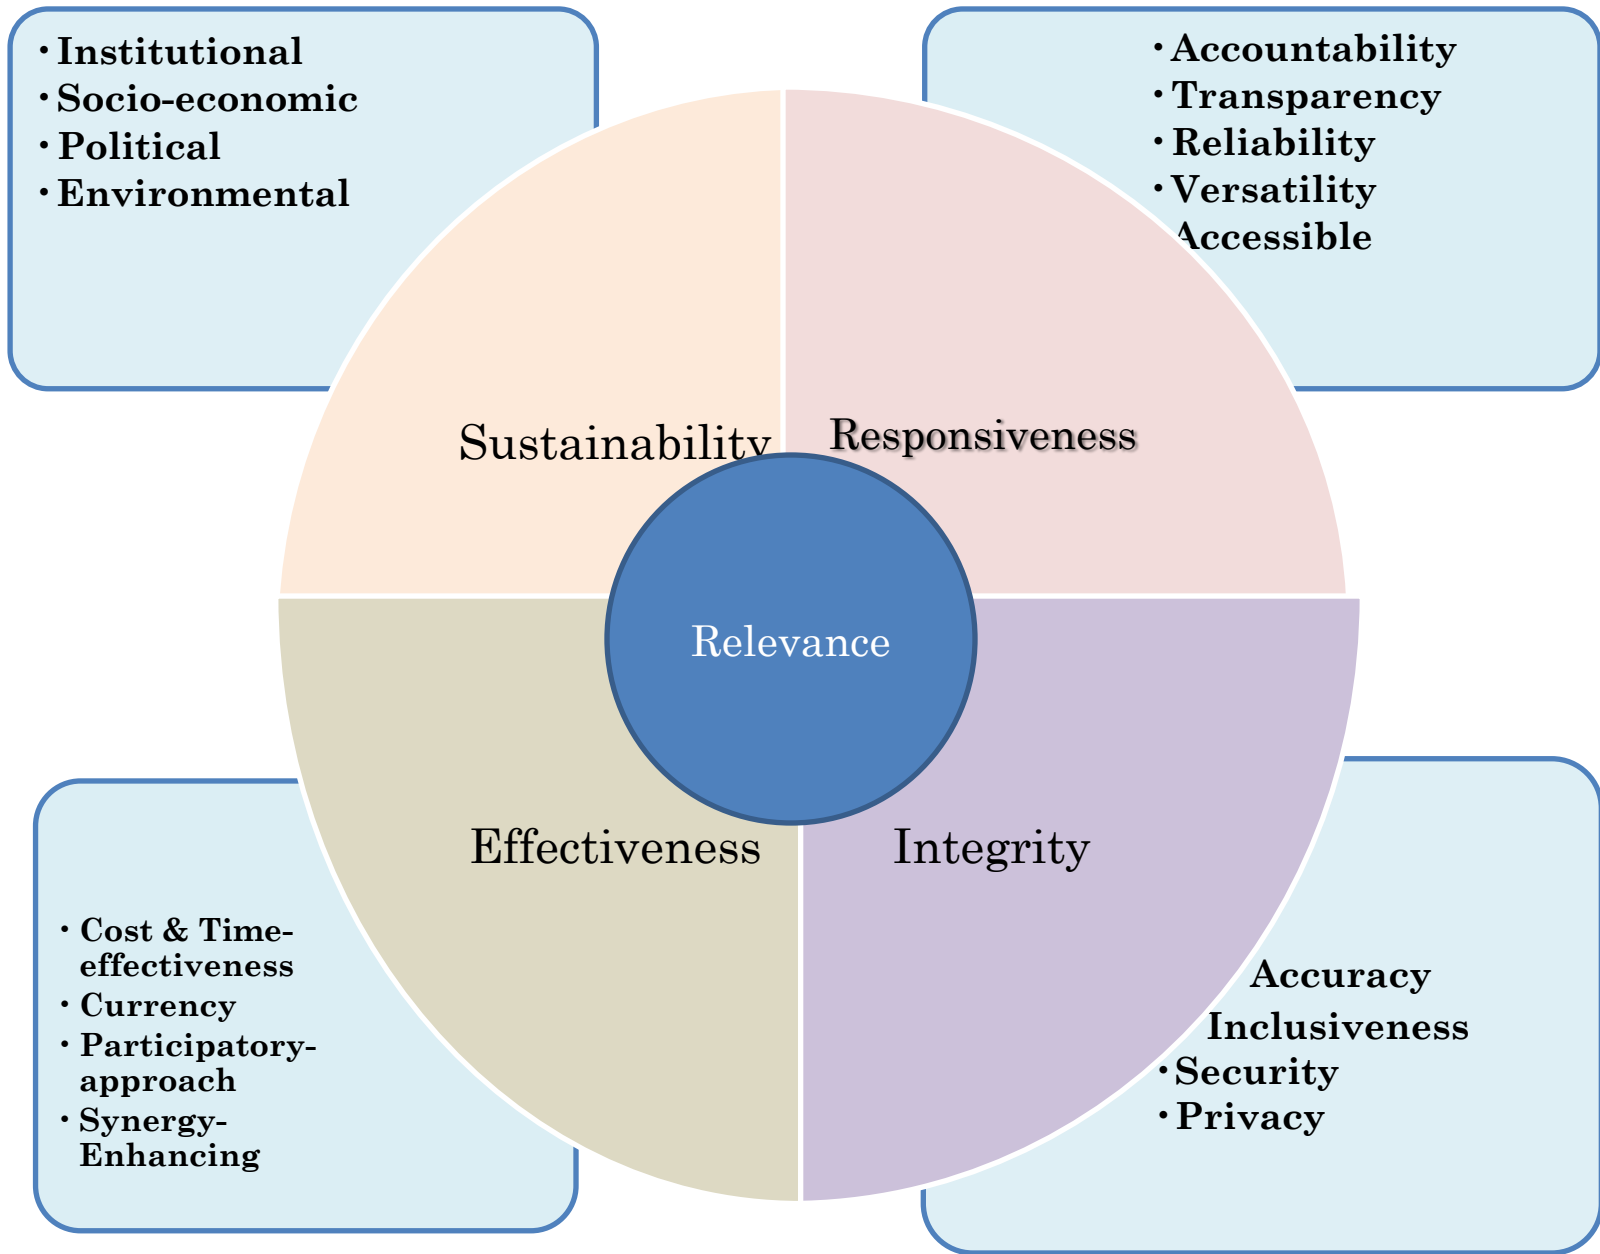 • Institutional
• Socio-economic
• Political
• Environmental
• Accountability
• Transparency
• Reliability
• Versatility
Accessible
Sustainability
Responsiveness
Relevance
Effectiveness
Integrity
• Cost & Time-
effectiveness
• Currency
• Participatory-
approach
• Synergy-
Enhancing
Accuracy
Inclusiveness
• Security
• Privacy